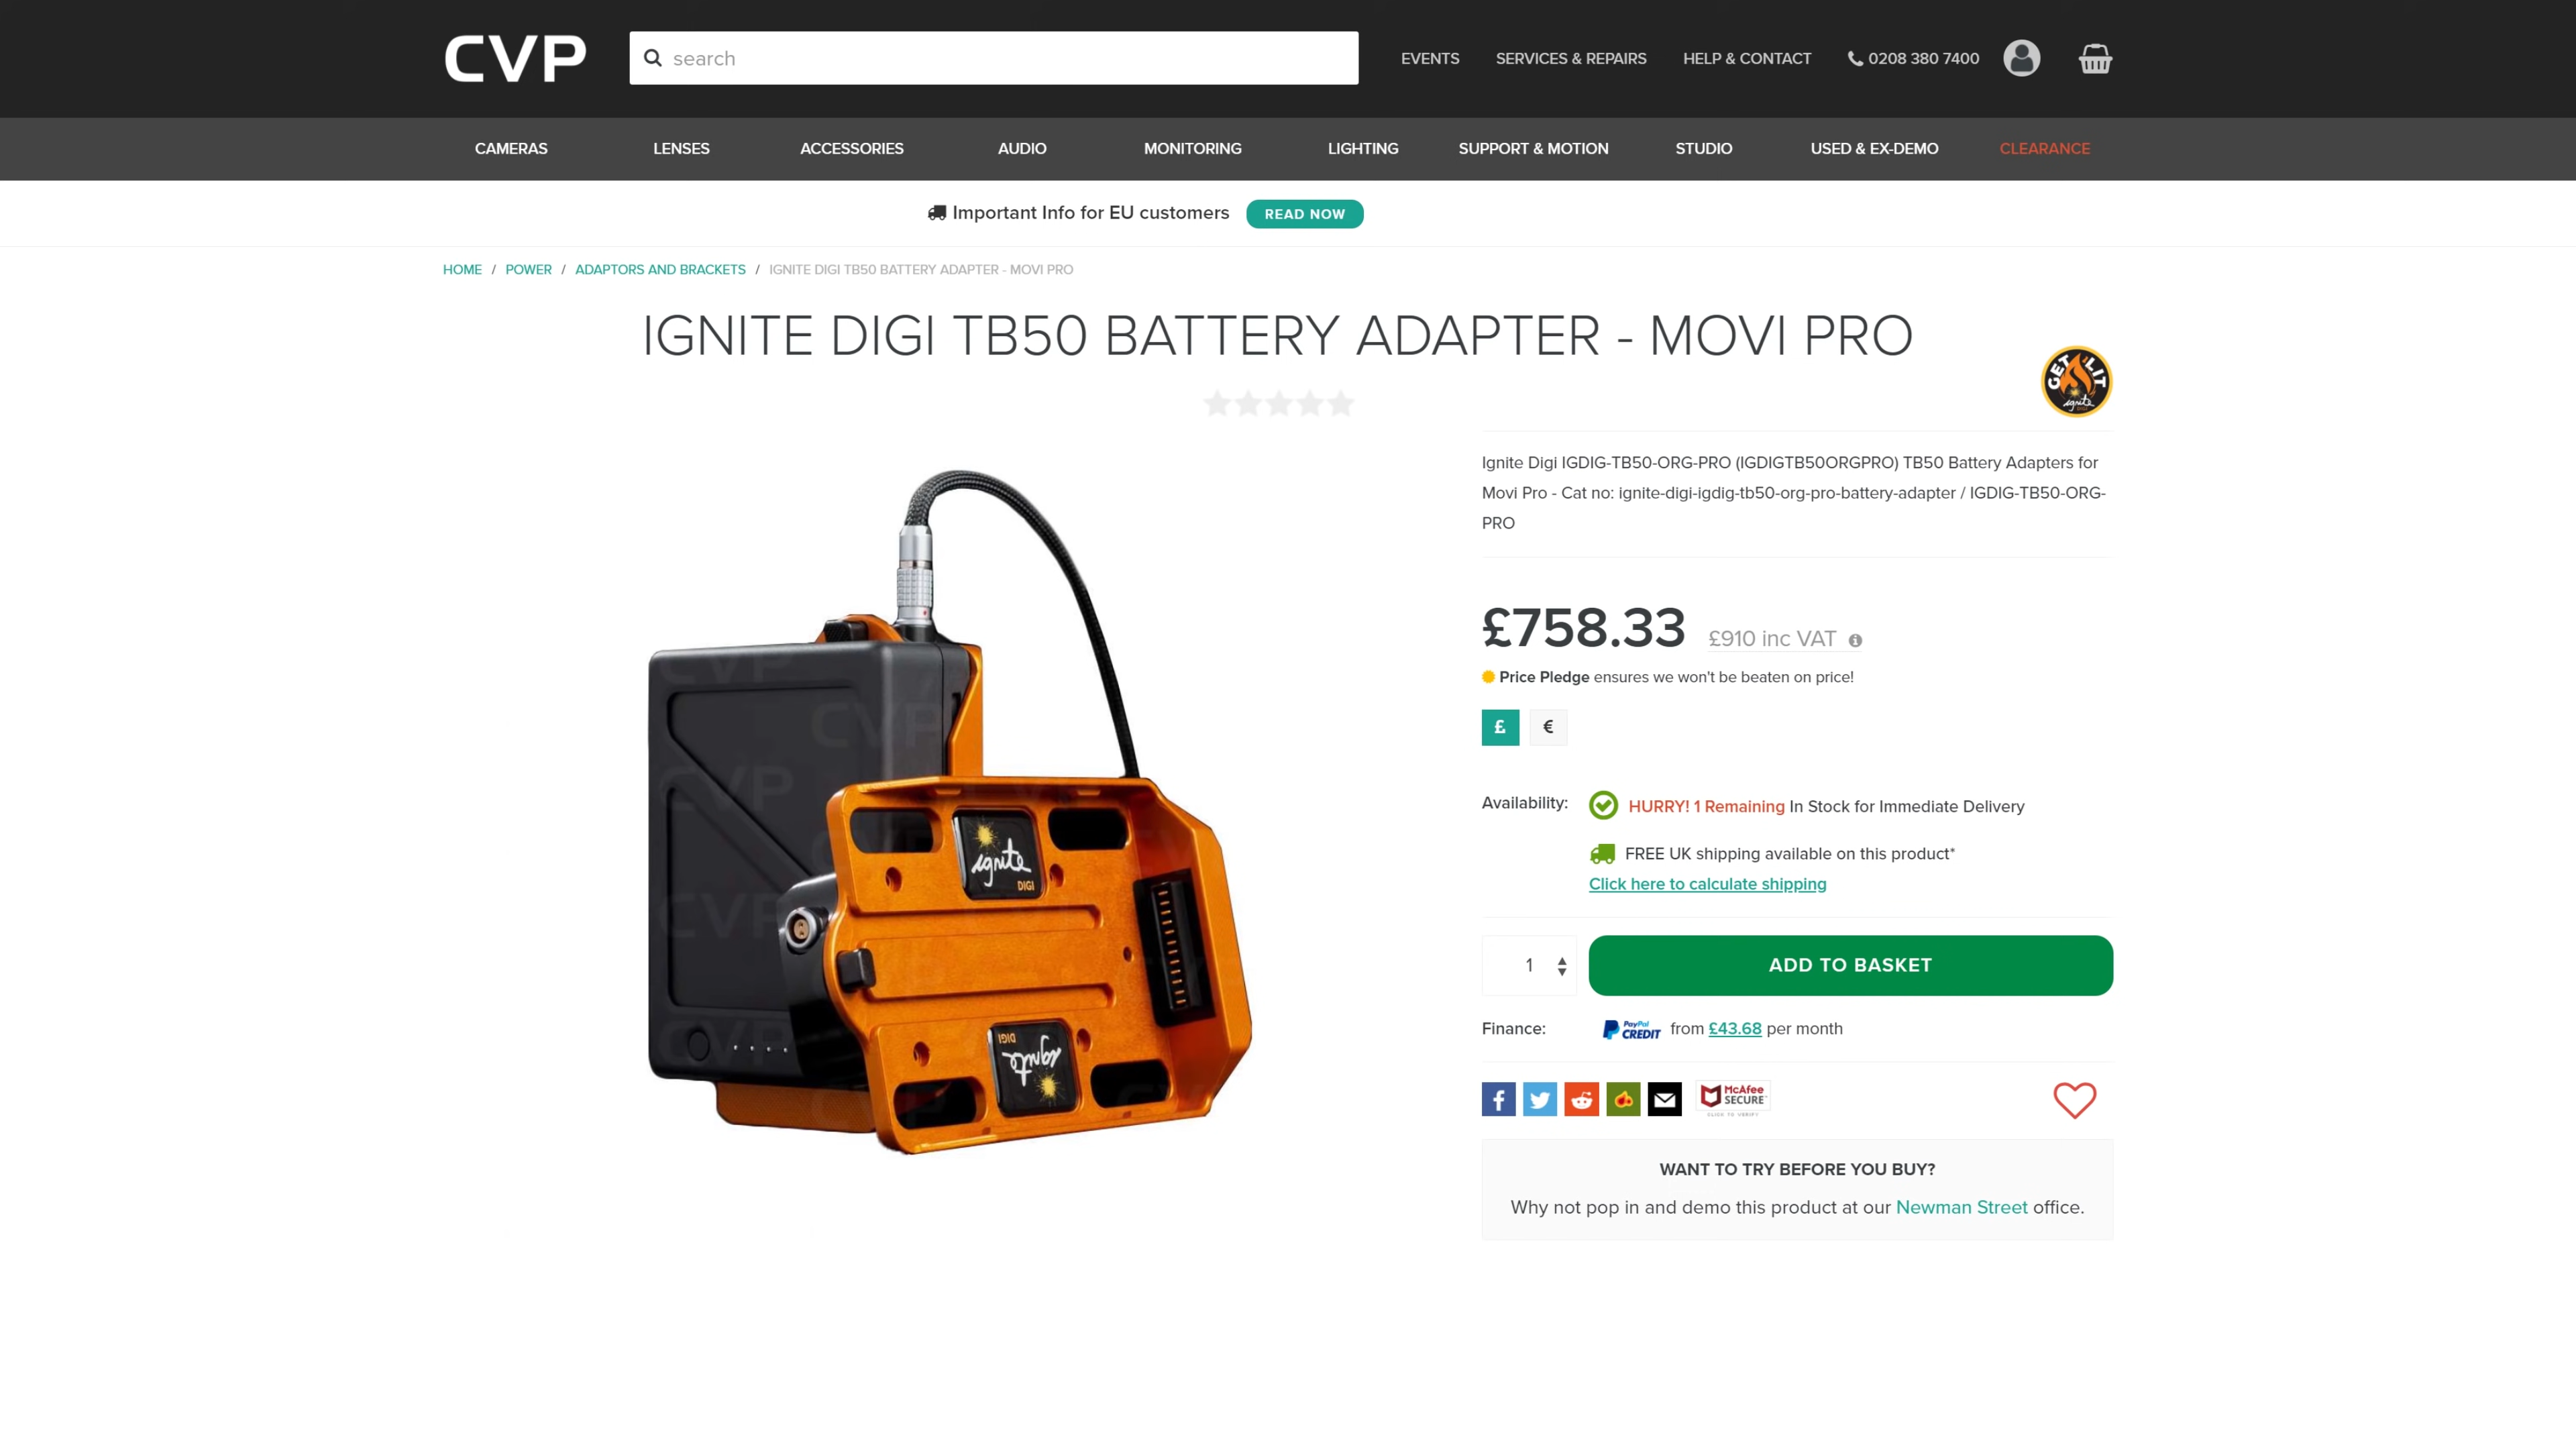 CVP
search
EVENTS
SERVICES & REPAIRS
HELP & CONTACT
0208 380 7400
CAMERAS
LENSES
ACCESSORIES
AUDIO
MONITORING
LIGHTING
SUPPORT & MOTION
STUDIO
USED & EX-DEMO
CLEARANCE
Important Info for EU customers
READ NOW
HOME / POWER / ADAPTORS AND BRACKETS / IGNITE DIGI TB50 BATTERY ADAPTER - MOVI PRO
IGNITE DIGI TB50 BATTERY ADAPTER - MOVI PRO
GET LIT
ignite
DIGI
Ignite Digi IGDIG-TB50-ORG-PRO (IGDIGTB50ORGPRO) TB50 Battery Adapters for
Movi Pro - Cat no: ignite-digi-igdig-tb50-org-pro-battery-adapter / IGDIG-TB50-ORG-
PRO
£758.33 £910 inc VAT
Price Pledge ensures we won't be beaten on price!
£ €
Availability:
HURRY! 1 Remaining In Stock for Immediate Delivery
FREE UK shipping available on this product*
Click here to calculate shipping
1
ADD TO BASKET
Finance:
PayPal
CREDIT
from £43.68 per month
McAfee
SECURE
CLICK TO VERIFY
WANT TO TRY BEFORE YOU BUY?
Why not pop in and demo this product at our Newman Street office.
CVP
CVP
CVP
CVP
CVP
ignite
DIGI
ignite
DIGI